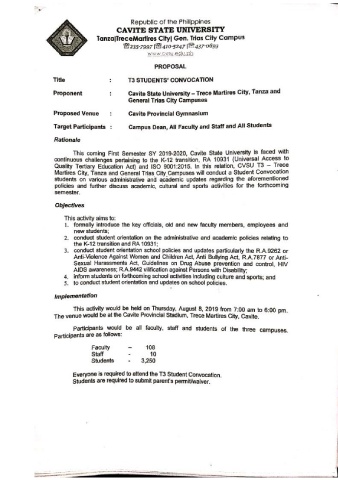 Republic of the Philippines
CAVITE STATE UNIVERSITY
Tanza|TreceMartires City| Gen. Trias City Campus
☎235-7997 |☎410-5247 |☎437-0693
www.cvsu.edu.ph
PROPOSAL
Title : T3 STUDENTS' CONVOCATION
Proponent : Cavite State University – Trece Martires City, Tanza and
General Trias City Campuses
Proposed Venue : Cavite Provincial Gymnasium
Target Participants : Campus Dean, All Faculty and Staff and All Students
Rationale
This coming First Semester SY 2019-2020, Cavite State University is faced with
continuous challenges pertaining to the K-12 transition, RA 10931 (Universal Access to
Quality Tertiary Education Act) and ISO 9001:2015. In this relation, CVSU T3 – Trece
Martires City, Tanza and General Trias City Campuses will conduct a Student Convocation
students on various administrative and academic updates regarding the aforementioned
policies and further discuss academic, cultural and sports activities for the forthcoming
semester.
Objectives
This activity aims to:
1. formally introduce the key officials, old and new faculty members, employees and
new students;
2. conduct student orientation on the administrative and academic policies relating to
the K-12 transition and RA 10931;
3. conduct student orientation school policies and updates particularly the R.A.9262 or
Anti-Violence Against Women and Children Act, Anti Bullying Act, R.A.7877 or Anti-
Sexual Harassments Act, Guidelines on Drug Abuse prevention and control, HIV
AIDS awareness; R.A.9442 vilification against Persons with Disability;
4. inform students on forthcoming school activities including culture and sports; and
5. to conduct student orientation and updates on school policies.
Implementation
This activity would be held on Thursday, August 8, 2019 from 7:00 am to 6:00 pm.
The venue would be at the Cavite Provincial Stadium, Trece Martires City, Cavite.
Participants would be all faculty, staff and students of the three campuses.
Participants are as follows:
Faculty – 108
Staff - 10
Students - 3,250
Everyone is required to attend the T3 Student Convocation.
Students are required to submit parent's permit/waiver.